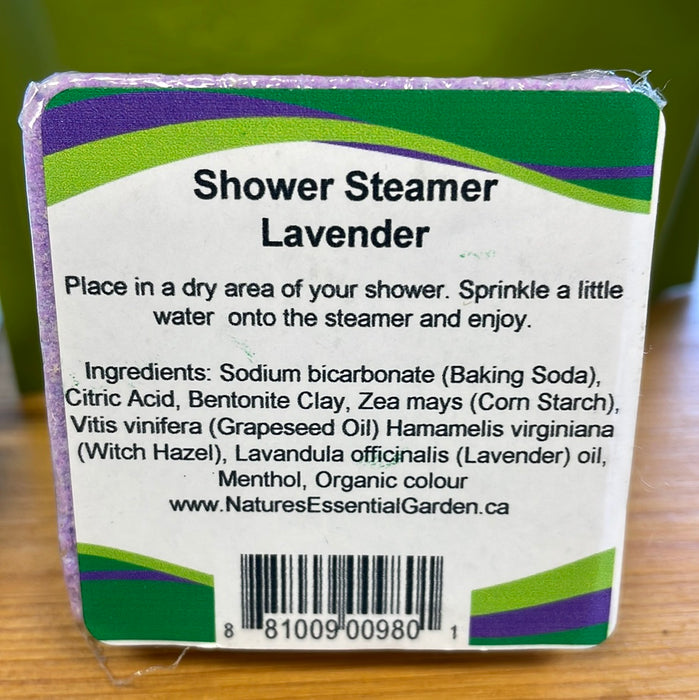 Shower Steamer
Lavender
Place in a dry area of your shower. Sprinkle a little
water onto the steamer and enjoy.
Ingredients: Sodium bicarbonate (Baking Soda),
Citric Acid, Bentonite Clay, Zea mays (Corn Starch),
Vitis vinifera (Grapeseed Oil) Hamamelis virginiana
(Witch Hazel), Lavandula officinalis (Lavender) oil,
Menthol, Organic colour
www.NaturesEssentialGarden.ca
8 81009 00980 1